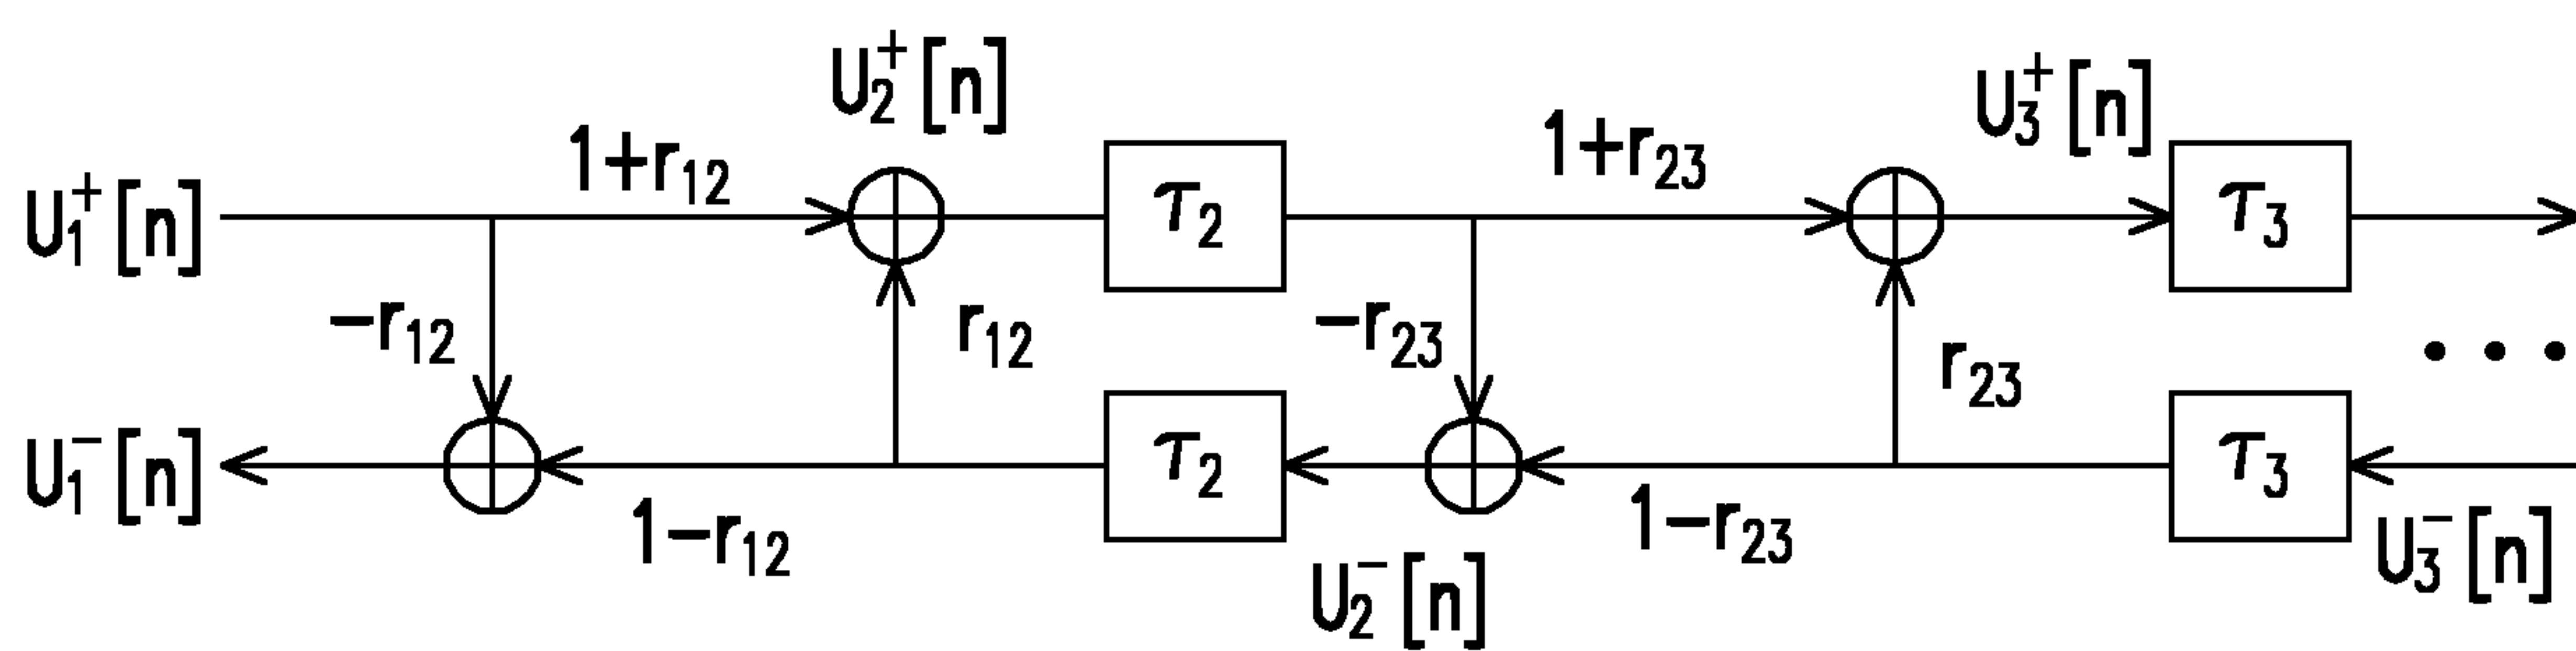 U₂⁺[n]
U₃⁺[n]
1+r₁₂
1+r₂₃
U₁⁺[n]
τ₂
τ₃
−r₁₂
r₁₂
−r₂₃
r₂₃
• • •
U₁⁻[n]
τ₂
τ₃
1−r₁₂
1−r₂₃
U₂⁻[n]
U₃⁻[n]